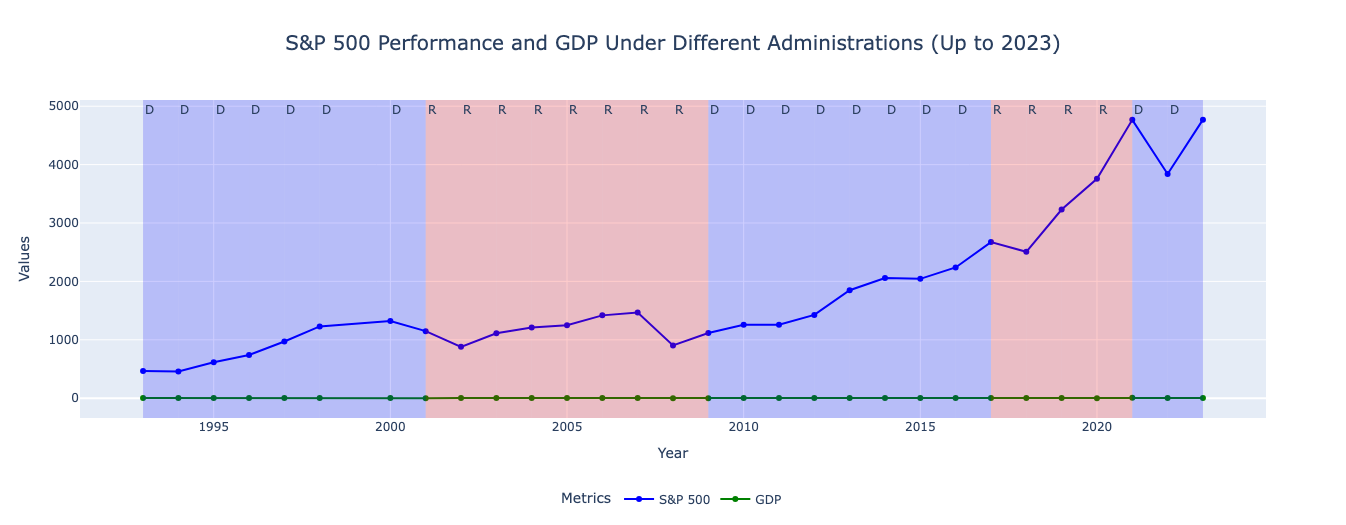 S&P 500 Performance and GDP Under Different Administrations (Up to 2023)
5000 D D D D D D D R R R R R R R R D D D D D D D D R R R R D D
4000
3000
2000
1000
0
Values
1995 2000 2005 2010 2015 2020
Year
Metrics S&P 500 GDP